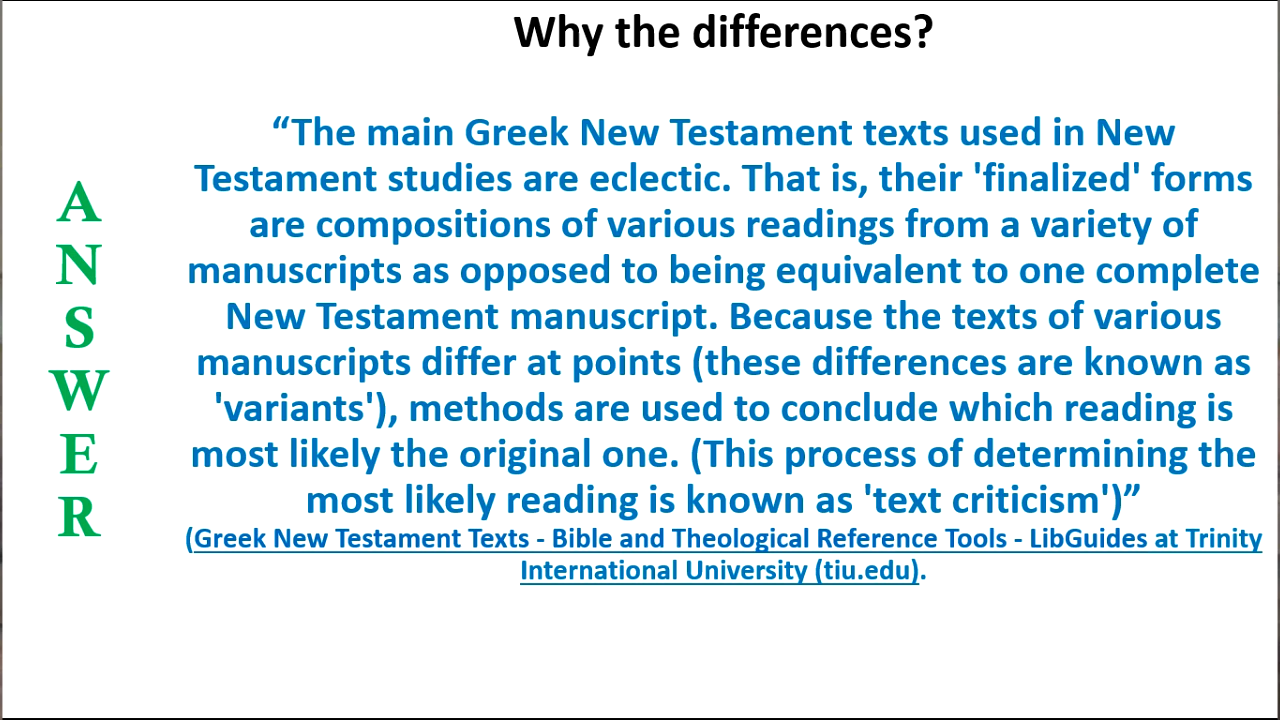 Why the differences?
A
N
S
W
E
R
“The main Greek New Testament texts used in New
Testament studies are eclectic. That is, their 'finalized' forms
are compositions of various readings from a variety of
manuscripts as opposed to being equivalent to one complete
New Testament manuscript. Because the texts of various
manuscripts differ at points (these differences are known as
'variants'), methods are used to conclude which reading is
most likely the original one. (This process of determining the
most likely reading is known as 'text criticism')”
(Greek New Testament Texts - Bible and Theological Reference Tools - LibGuides at Trinity
International University (tiu.edu).